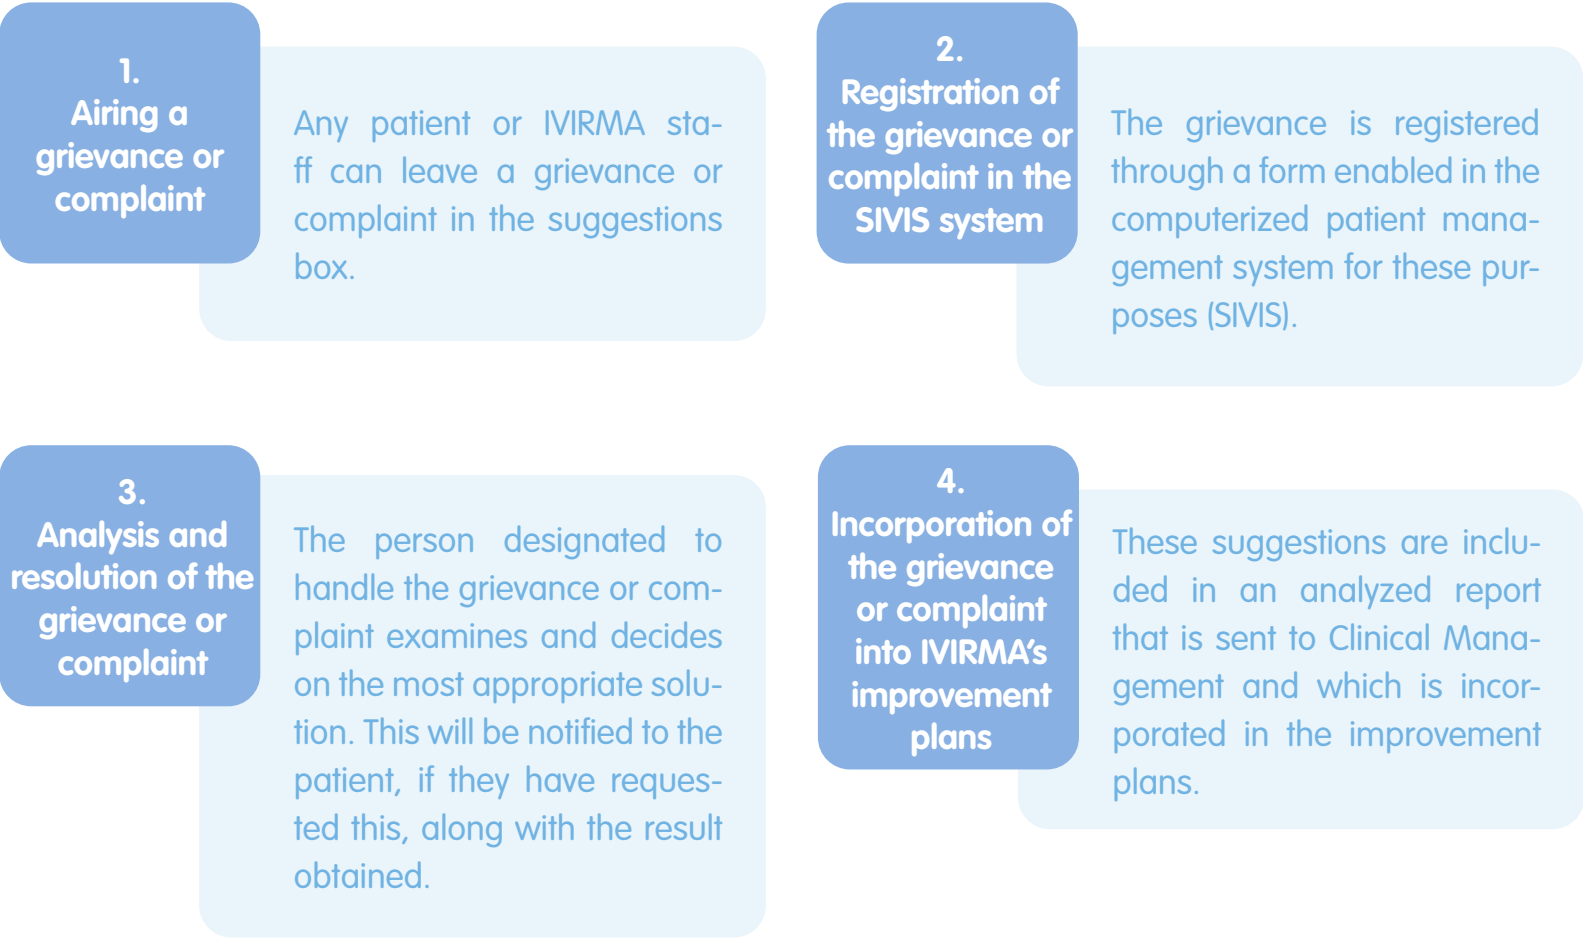 1.
Airing a
grievance or
complaint
Any patient or IVIRMA sta-
ff can leave a grievance or
complaint in the suggestions
box.
2.
Registration of
the grievance or
complaint in the
SIVIS system
The grievance is registered
through a form enabled in the
computerized patient mana-
gement system for these pur-
poses (SIVIS).
3.
Analysis and
resolution of the
grievance or
complaint
The person designated to
handle the grievance or com-
plaint examines and decides
on the most appropriate solu-
tion. This will be notified to the
patient, if they have reques-
ted this, along with the result
obtained.
4.
Incorporation of
the grievance
or complaint
into IVIRMA’s
improvement
plans
These suggestions are inclu-
ded in an analyzed report
that is sent to Clinical Mana-
gement and which is incor-
porated in the improvement
plans.